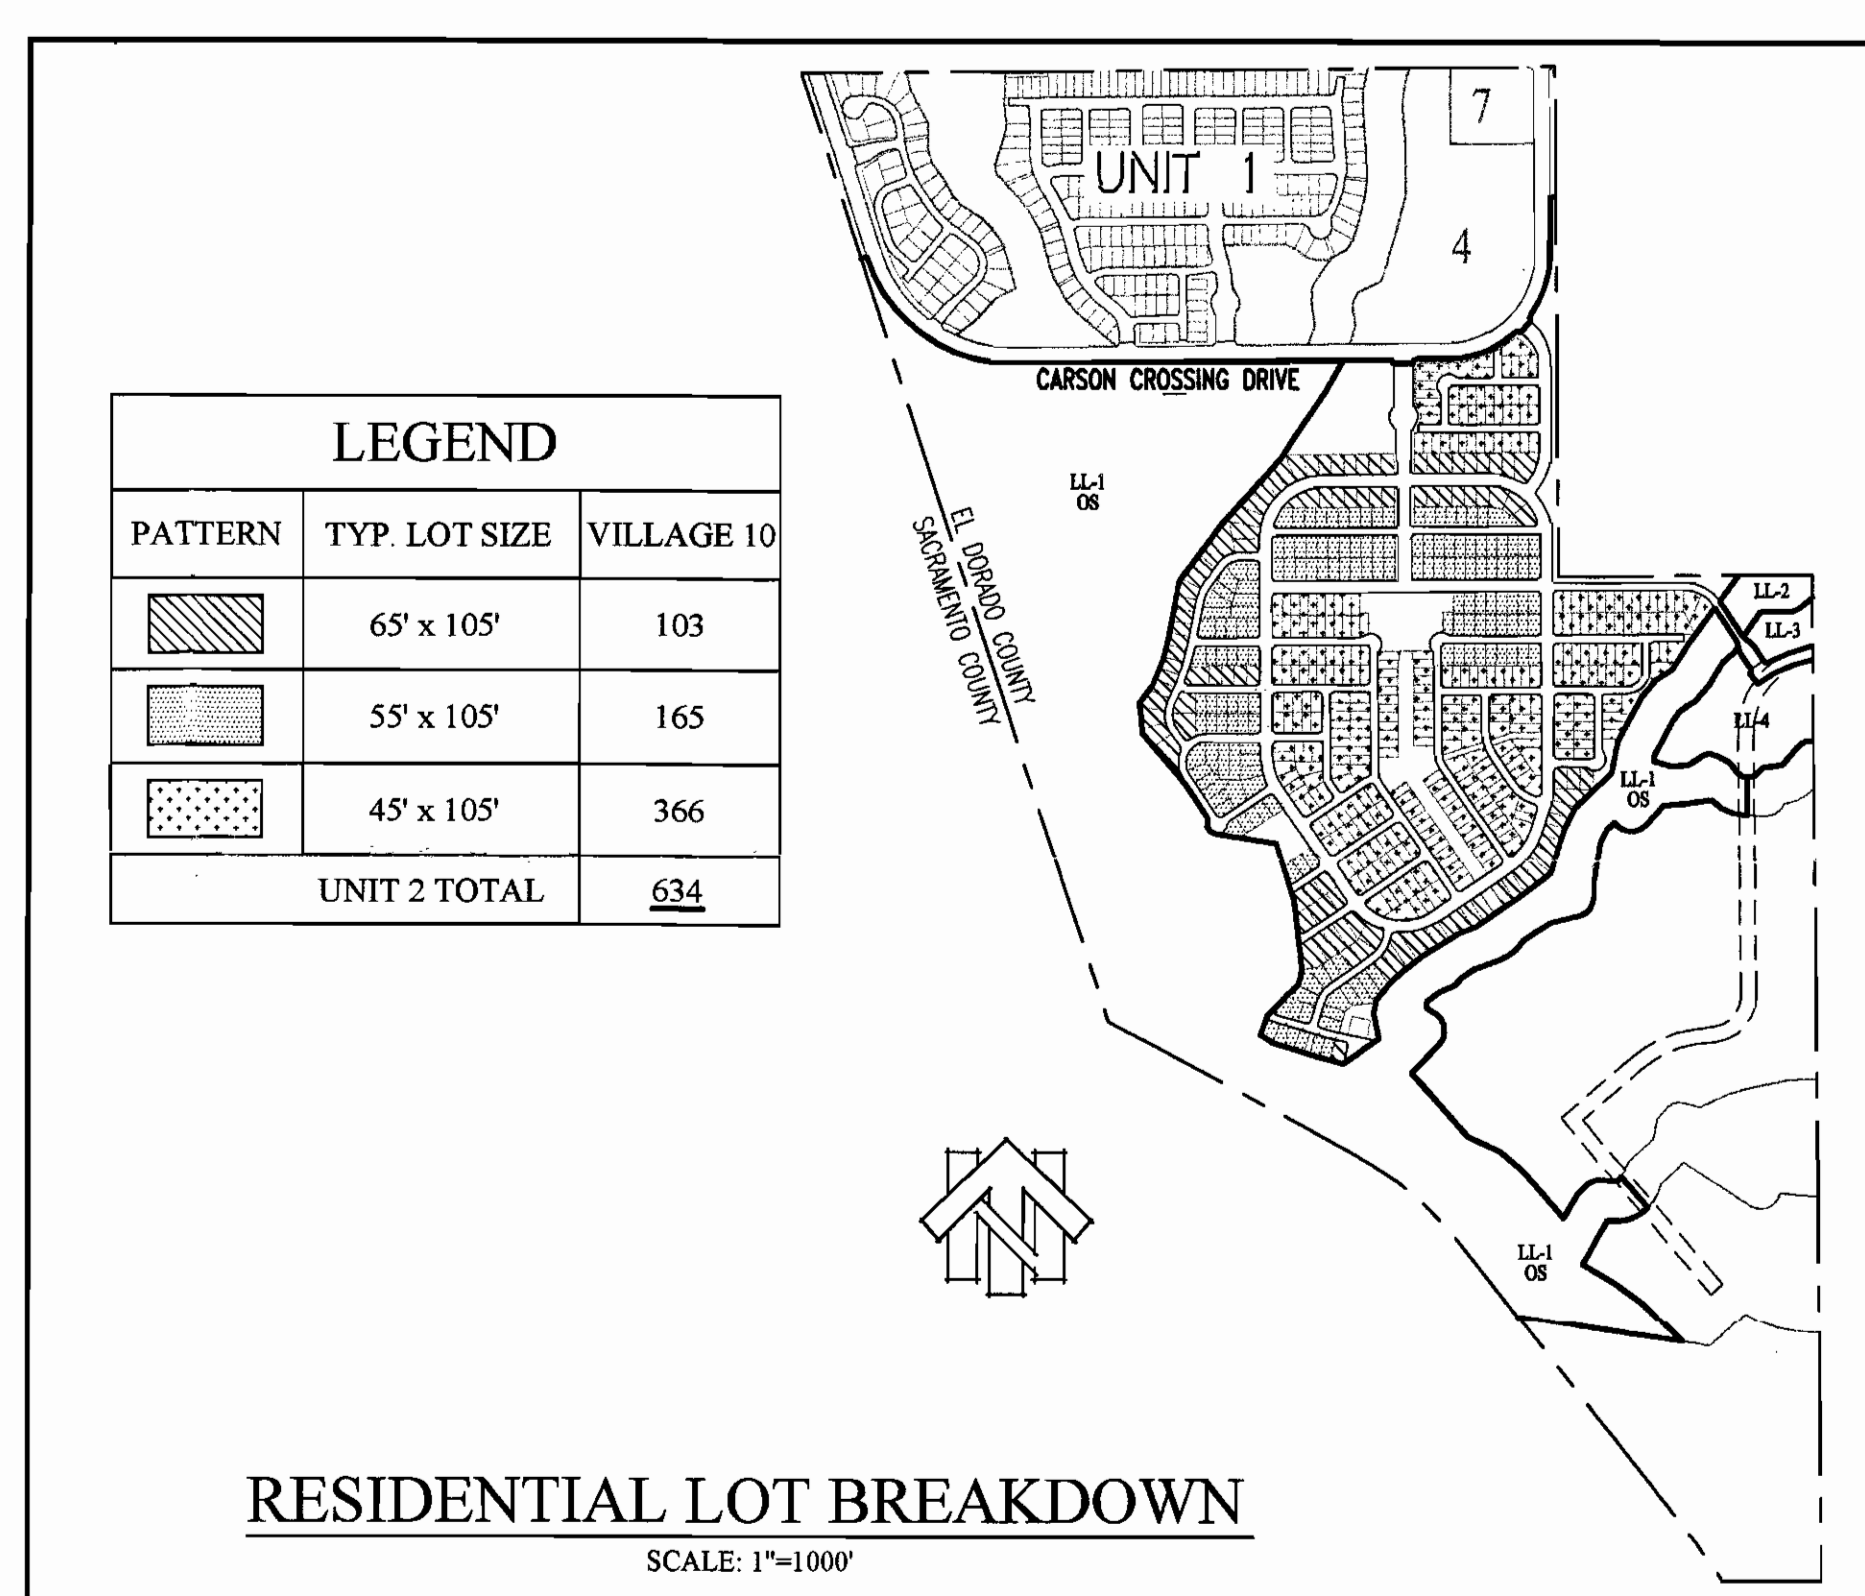 7
UNIT 1
4
CARSON CROSSING DRIVE
LEGEND
PATTERN TYP. LOT SIZE VILLAGE 10
65' x 105' 103
55' x 105' 165
45' x 105' 366
UNIT 2 TOTAL 634
LL-1
OS
EL DORADO COUNTY
SACRAMENTO COUNTY
LL-2
LL-3
LL-4
LL-1
OS
N
LL-1
OS
RESIDENTIAL LOT BREAKDOWN
SCALE: 1"=1000'